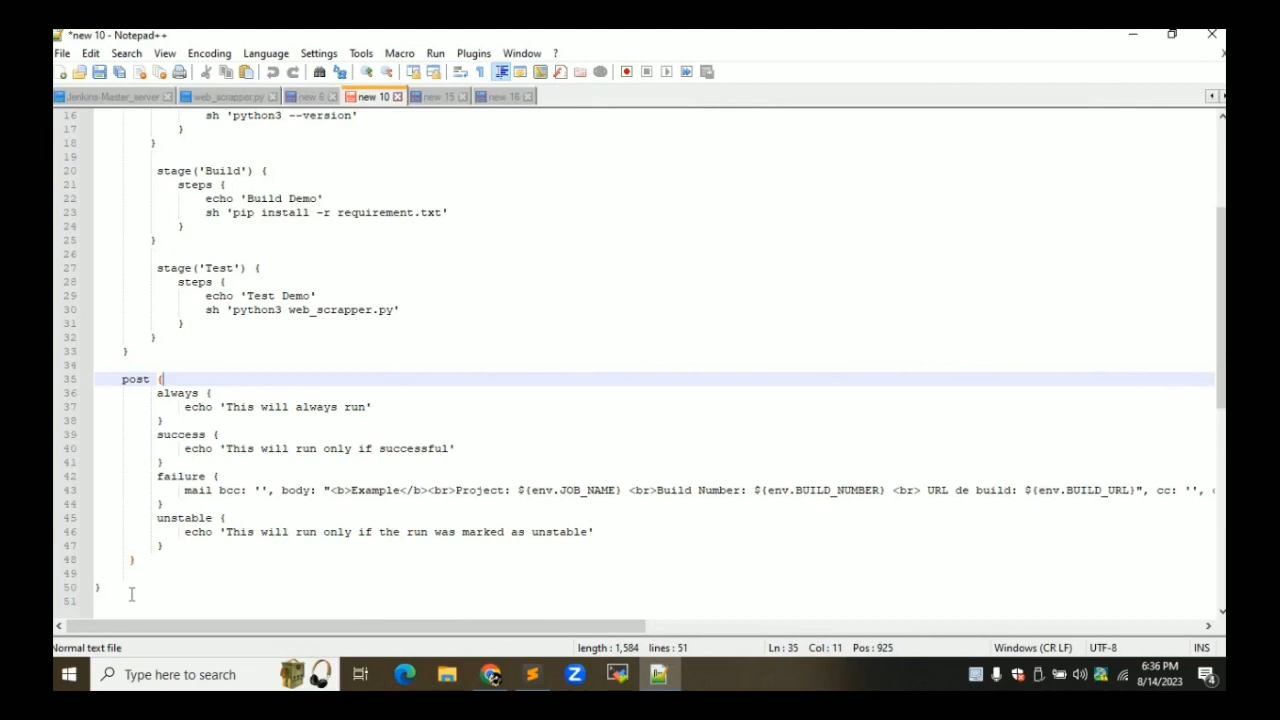 *new 10 - Notepad++
File Edit Search View Encoding Language Settings Tools Macro Run Plugins Window ?
Jenkins-Master_server web_scrapper.py new 8 new 10 new 15 new 16
16 sh 'python3 --version'
17 }
18 }
19
20 stage('Build') {
21 steps {
22 echo 'Build Demo'
23 sh 'pip install -r requirement.txt'
24 }
25 }
26
27 stage('Test') {
28 steps {
29 echo 'Test Demo'
30 sh 'python3 web_scrapper.py'
31 }
32 }
33 }
34
35 post {
36 always {
37 echo 'This will always run'
38 }
39 success {
40 echo 'This will run only if successful'
41 }
42 failure {
43 mail bcc: '', body: "<b>Example</b><br>Project: ${env.JOB_NAME} <br>Build Number: ${env.BUILD_NUMBER} <br> URL de build: ${env.BUILD_URL}", cc: '',
44 }
45 unstable {
46 echo 'This will run only if the run was marked as unstable'
47 }
48 }
49
50 }
51
Normal text file length : 1,584 lines : 51 Ln : 35 Col : 11 Pos : 925 Windows (CR LF) UTF-8 INS
Type here to search
6:36 PM
8/14/2023
4